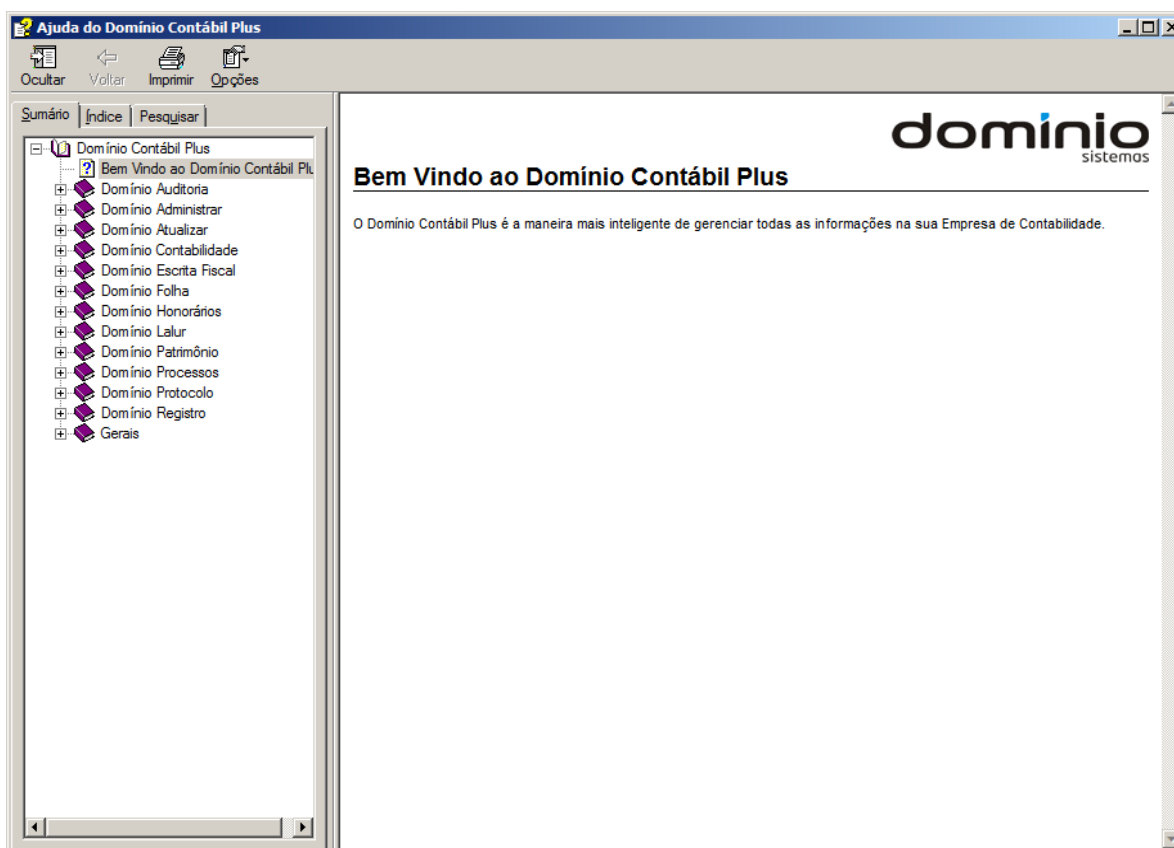 Ajuda do Domínio Contábil Plus
Ocultar Voltar Imprimir Opções
Sumário Índice Pesquisar
Domínio Contábil Plus
Bem Vindo ao Domínio Contábil Plu
Domínio Auditoria
Domínio Administrar
Domínio Atualizar
Domínio Contabilidade
Domínio Escrita Fiscal
Domínio Folha
Domínio Honorários
Domínio Lalur
Domínio Patrimônio
Domínio Processos
Domínio Protocolo
Domínio Registro
Gerais
domínio
sistemas
Bem Vindo ao Domínio Contábil Plus
O Domínio Contábil Plus é a maneira mais inteligente de gerenciar todas as informações na sua Empresa de Contabilidade.